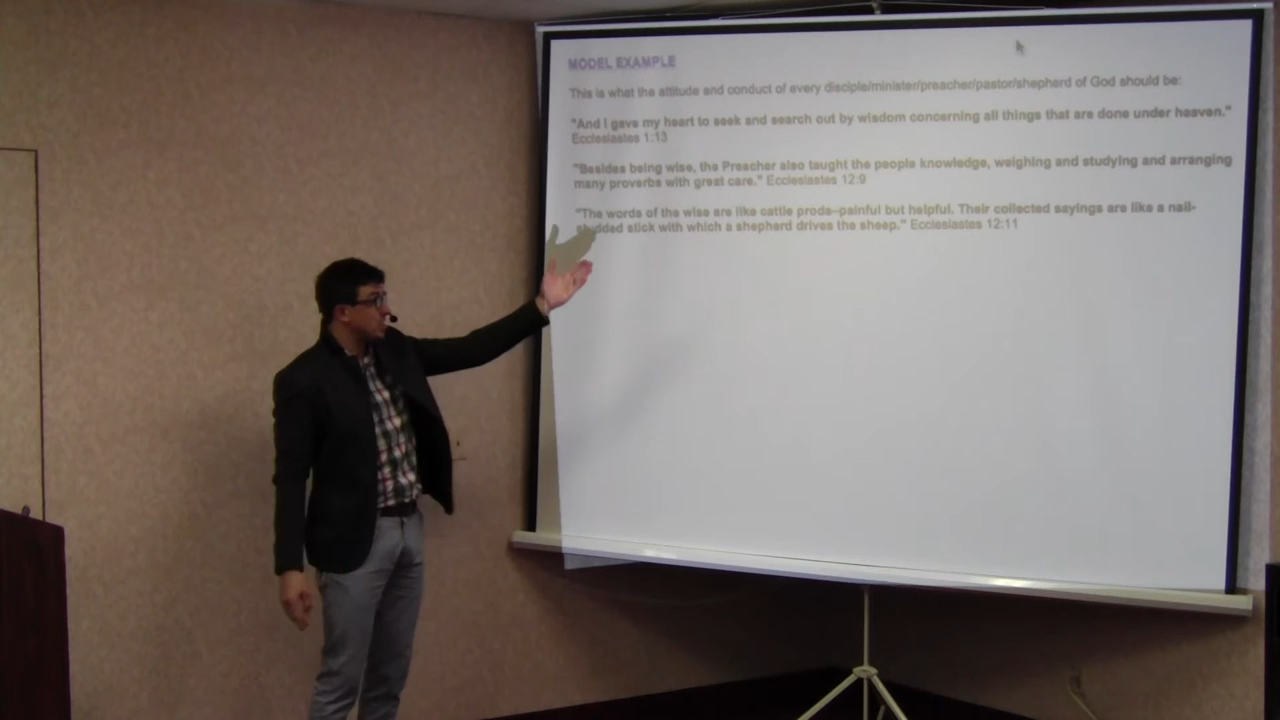 MODEL EXAMPLE
This is what the attitude and conduct of every disciple/minister/preacher/pastor/shepherd of God should be:
"And I gave my heart to seek and search out by wisdom concerning all things that are done under heaven."
Ecclesiastes 1:13
"Besides being wise, the Preacher also taught the people knowledge, weighing and studying and arranging
many proverbs with great care." Ecclesiastes 12:9
"The words of the wise are like cattle prods–painful but helpful. Their collected sayings are like a nail-
studded stick with which a shepherd drives the sheep." Ecclesiastes 12:11